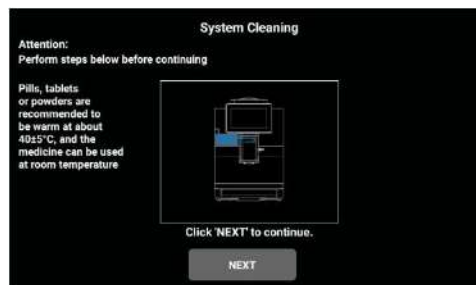 System Cleaning
Attention:
Perform steps below before continuing
Pills, tablets
or powders are
recommended to
be warm at about
40±5°C, and the
medicine can be used
at room temperature
Click 'NEXT' to continue.
NEXT